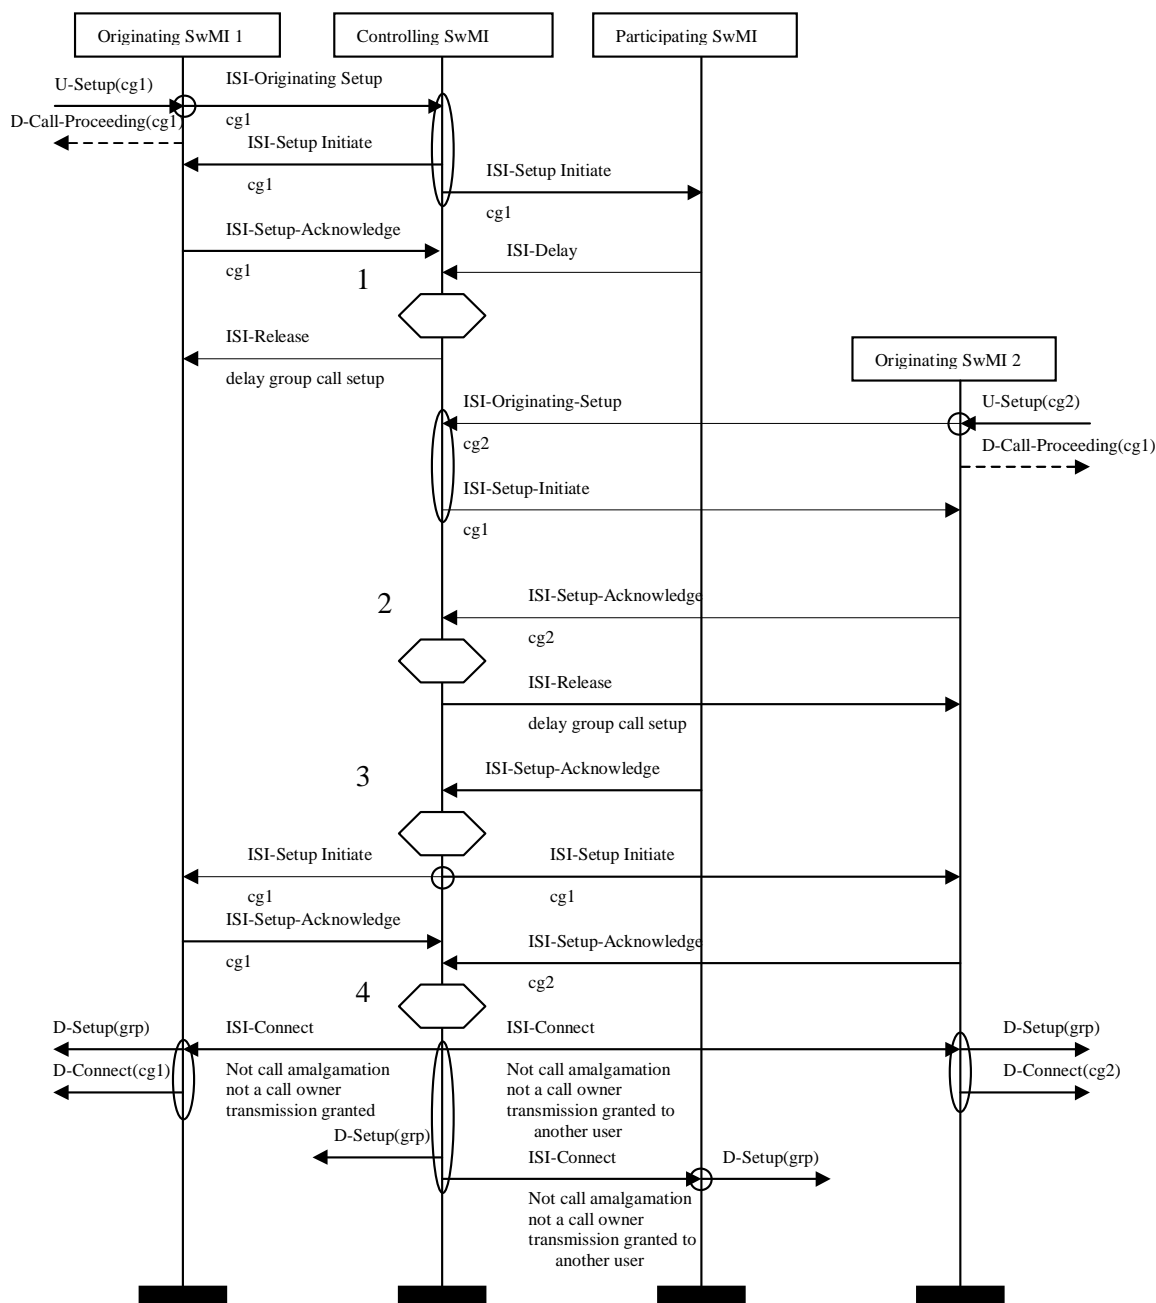 Originating SwMI 1
Controlling SwMI
Participating SwMI
U-Setup(cg1)
ISI-Originating Setup
cg1
D-Call-Proceeding(cg1)
ISI-Setup Initiate
cg1
ISI-Setup Initiate
cg1
ISI-Setup-Acknowledge
cg1
ISI-Delay
1
ISI-Release
delay group call setup
Originating SwMI 2
ISI-Originating-Setup
cg2
U-Setup(cg2)
D-Call-Proceeding(cg1)
ISI-Setup-Initiate
cg1
2
ISI-Setup-Acknowledge
cg2
ISI-Release
delay group call setup
3
ISI-Setup-Acknowledge
ISI-Setup Initiate
cg1
ISI-Setup Initiate
cg1
ISI-Setup-Acknowledge
cg1
ISI-Setup-Acknowledge
cg2
4
D-Setup(grp)
ISI-Connect
ISI-Connect
D-Setup(grp)
D-Connect(cg1)
Not call amalgamation
not a call owner
transmission granted
Not call amalgamation
not a call owner
transmission granted to
another user
D-Connect(cg2)
D-Setup(grp)
ISI-Connect
D-Setup(grp)
Not call amalgamation
not a call owner
transmission granted to
another user